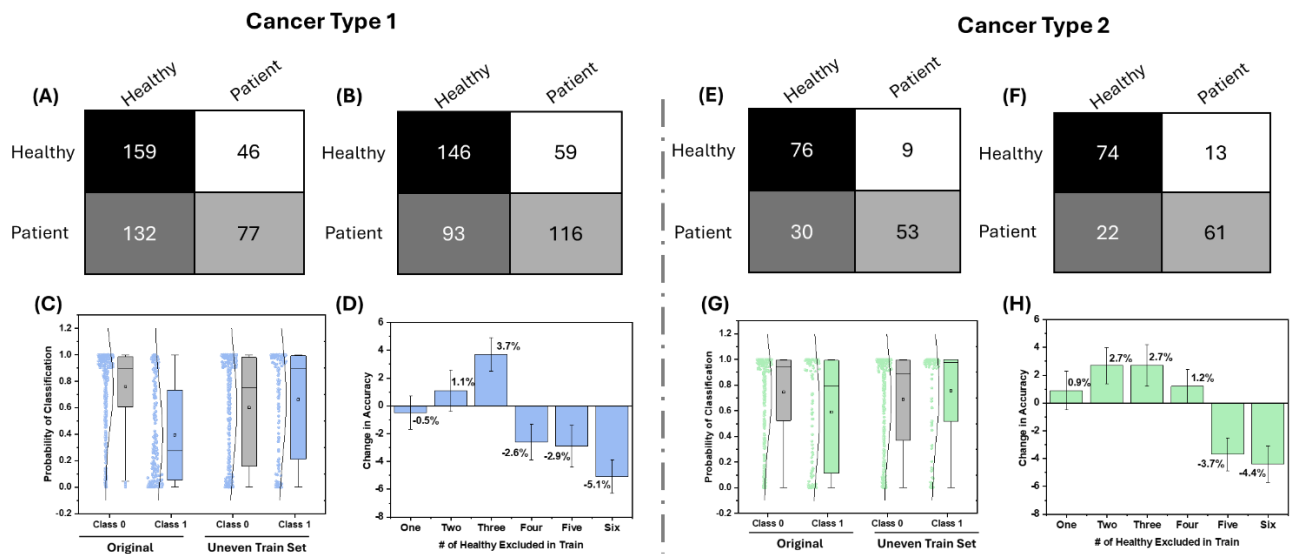 Cancer Type 1
Cancer Type 2
(A)
Healthy
Patient
Healthy
159
46
Patient
132
77
(B)
Healthy
Patient
146
59
93
116
(E)
Healthy
Patient
Healthy
76
9
Patient
30
53
(F)
Healthy
Patient
Healthy
74
13
Patient
22
61
(C)
Probability of Classification
1.2
1.0
0.8
0.6
0.4
0.2
0.0
-0.2
Class 0
Class 1
Class 0
Class 1
Original
Uneven Train Set
(D)
Change in Accuracy
6
4
2
0
-2
-4
-6
-8
-0.5%
1.1%
3.7%
-2.6%
-2.9%
-5.1%
One
Two
Three
Four
Five
Six
# of Healthy Excluded in Train
(G)
Probability of Classification
1.2
1.0
0.8
0.6
0.4
0.2
0.0
-0.2
Class 0
Class 1
Class 0
Class 1
Original
Uneven Train Set
(H)
Change in Accuracy
6
4
2
0
-2
-4
-6
-8
0.9%
2.7%
2.7%
1.2%
-3.7%
-4.4%
One
Two
Three
Four
Five
Six
# of Healthy Excluded in Train